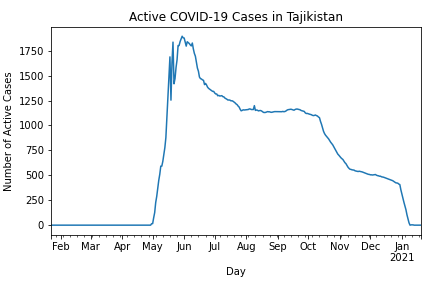 Active COVID-19 Cases in Tajikistan
Number of Active Cases
1750
1500
1250
1000
750
500
250
0
Feb Mar Apr May Jun Jul Aug Sep Oct Nov Dec Jan
2021
Day